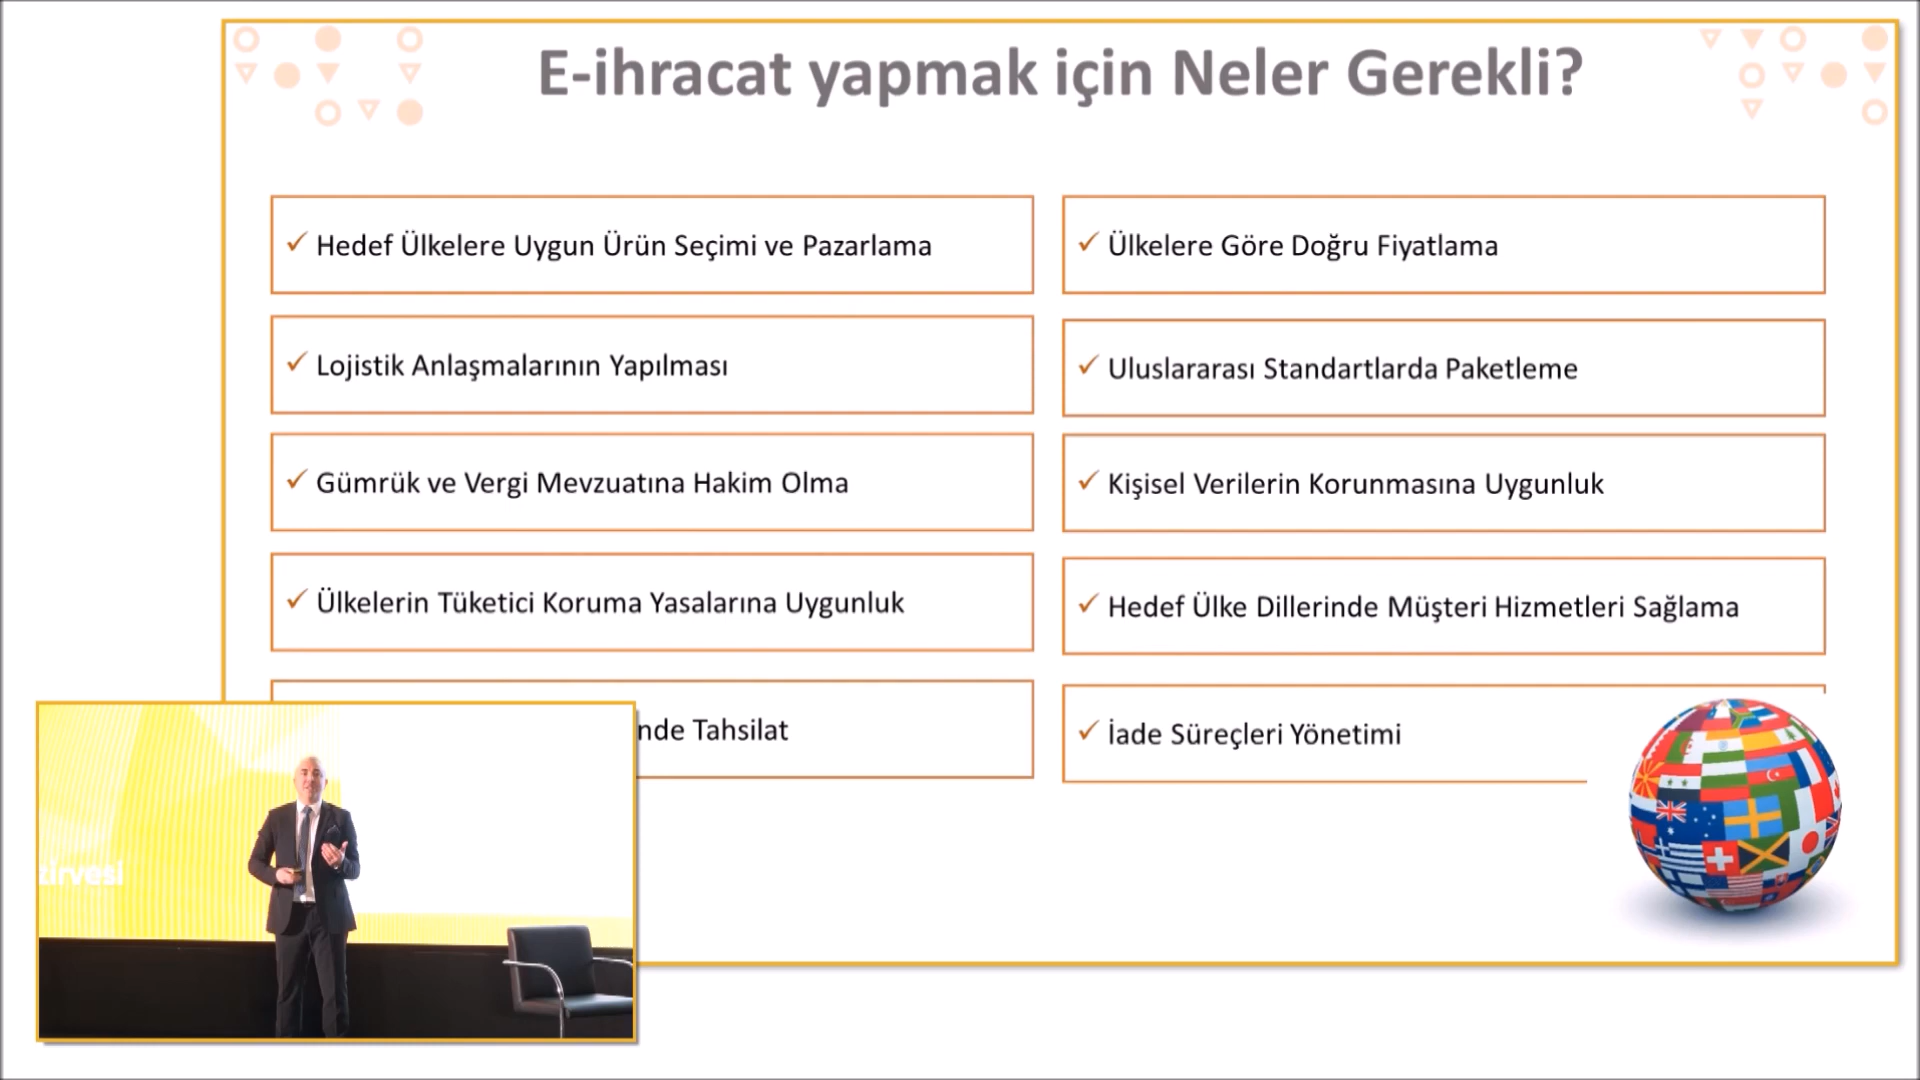 E-ihracat yapmak için Neler Gerekli?
✓ Hedef Ülkelere Uygun Ürün Seçimi ve Pazarlama
✓ Ülkelere Göre Doğru Fiyatlama
✓ Lojistik Anlaşmalarının Yapılması
✓ Uluslararası Standartlarda Paketleme
✓ Gümrük ve Vergi Mevzuatına Hakim Olma
✓ Kişisel Verilerin Korunmasına Uygunluk
✓ Ülkelerin Tüketici Koruma Yasalarına Uygunluk
✓ Hedef Ülke Dillerinde Müşteri Hizmetleri Sağlama
nde Tahsilat
✓ İade Süreçleri Yönetimi
zirvesi